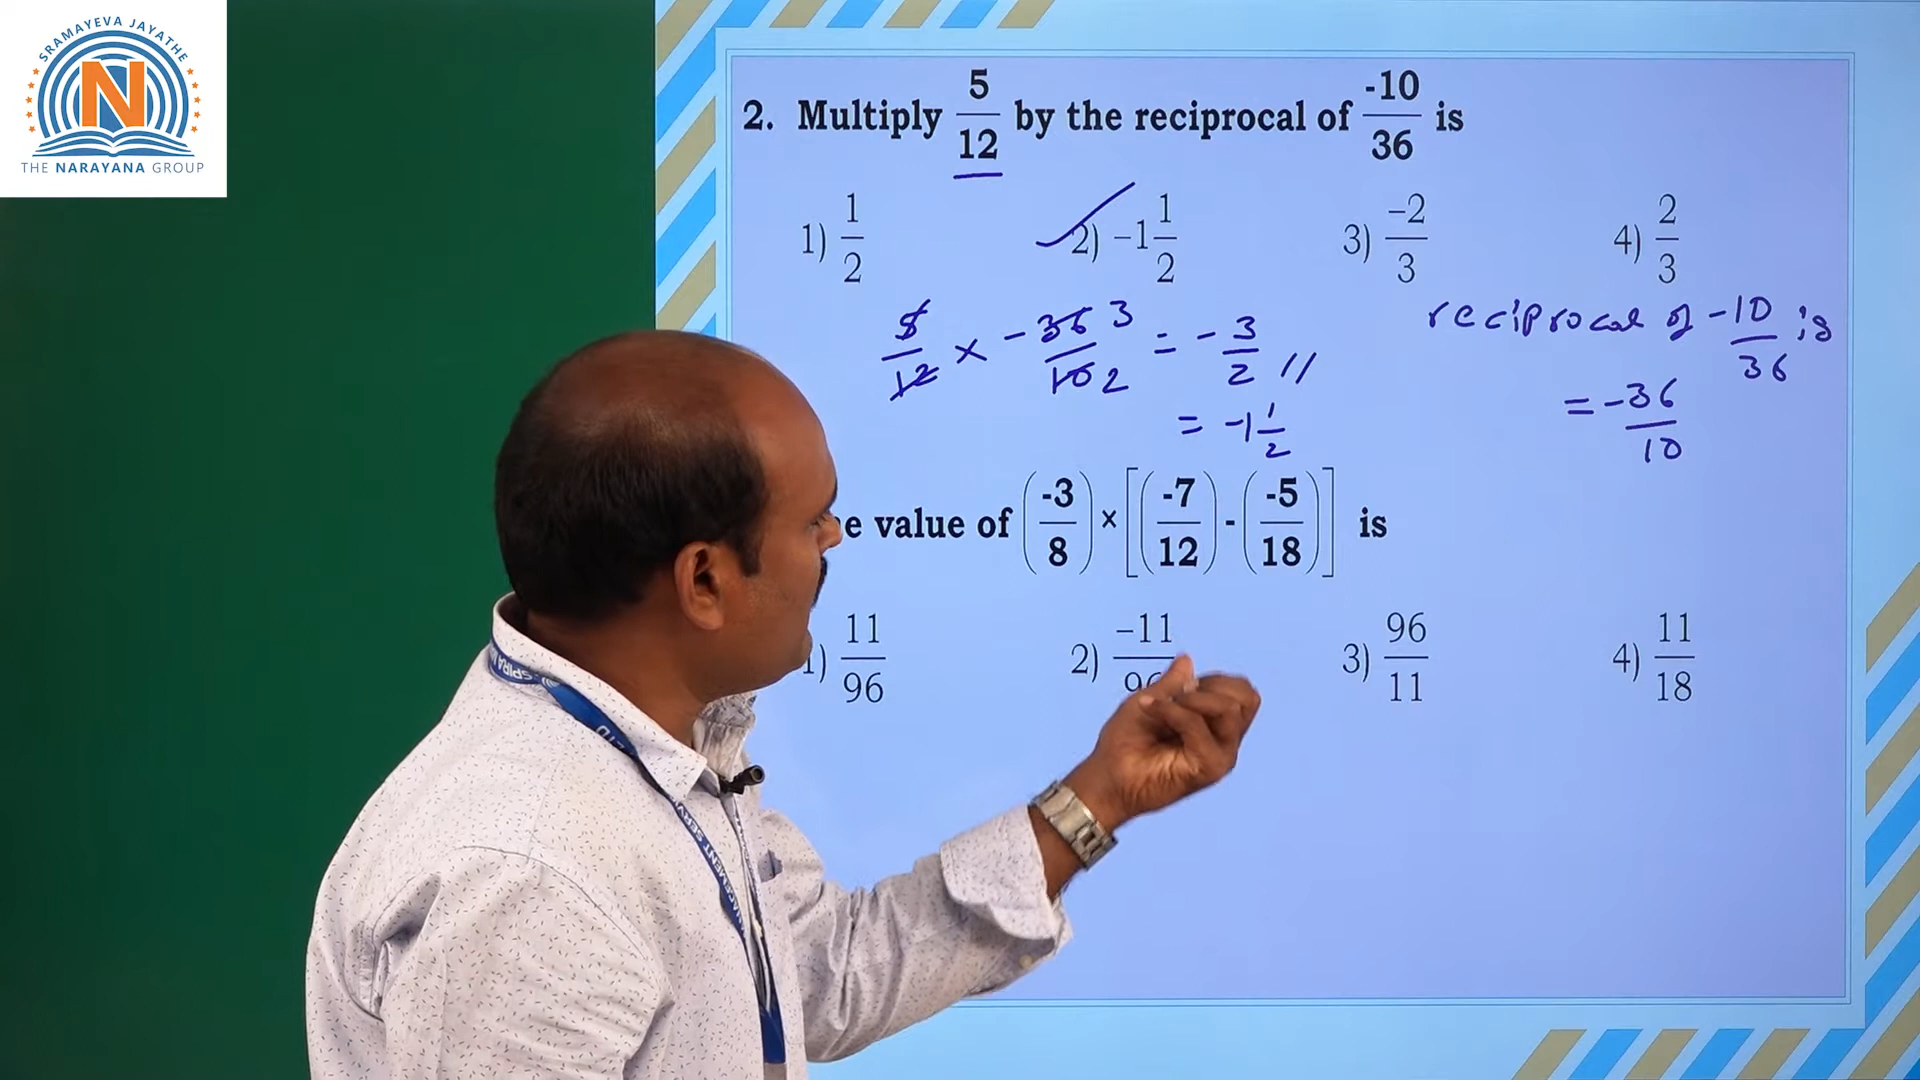 SRAMAYEVA JAYATHE
N
THE NARAYANA GROUP
2. Multiply 5/12 by the reciprocal of -10/36 is
1) 1/2 2) –1 1/2 3) –2/3 4) 2/3
5/12 × -36/10 3 2 = -3/2 //
= -1 1/2
reciprocal of -10/36 is
= -36/10
value of (-3/8) × [(-7/12) - (-5/18)] is
1) 11/96 2) –11/96 3) 96/11 4) 11/18